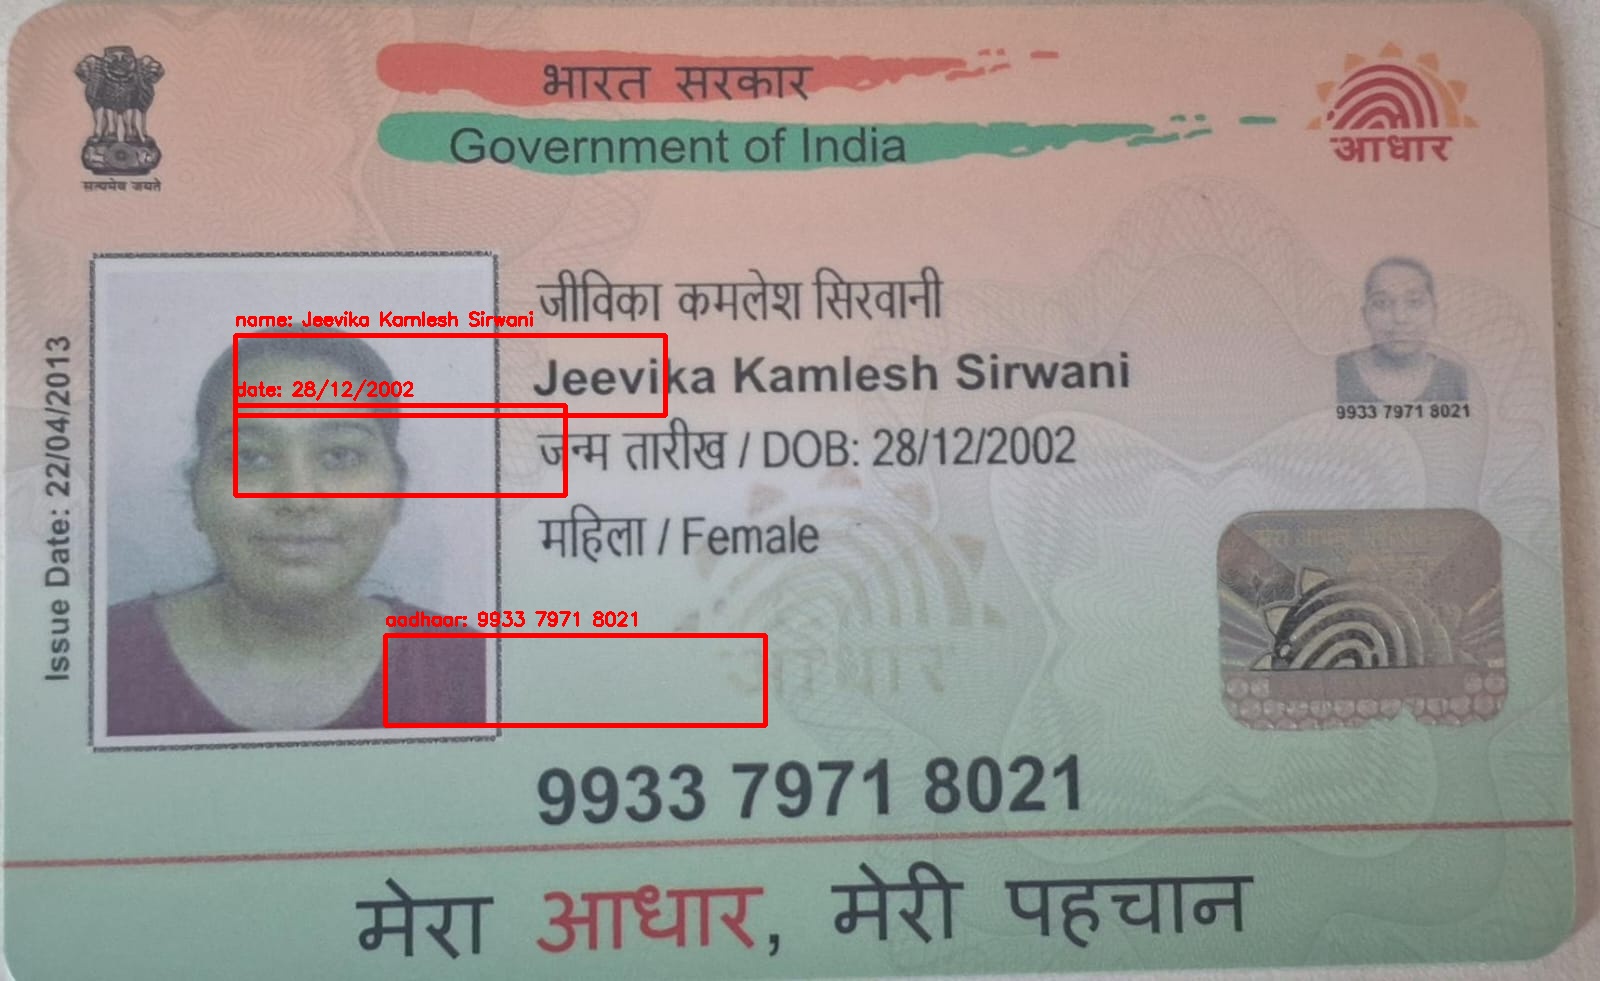 भारत सरकार
Government of India
सत्यमेव जयते
आधार
Issue Date: 22/04/2013
जीविका कमलेश सिरवानी
name: Jeevika Kamlesh Sirwani
Jeevika Kamlesh Sirwani
date: 28/12/2002
9933 7971 8021
जन्म तारीख / DOB: 28/12/2002
महिला / Female
aadhaar: 9933 7971 8021
आधार
9933 7971 8021
मेरा आधार, मेरी पहचान